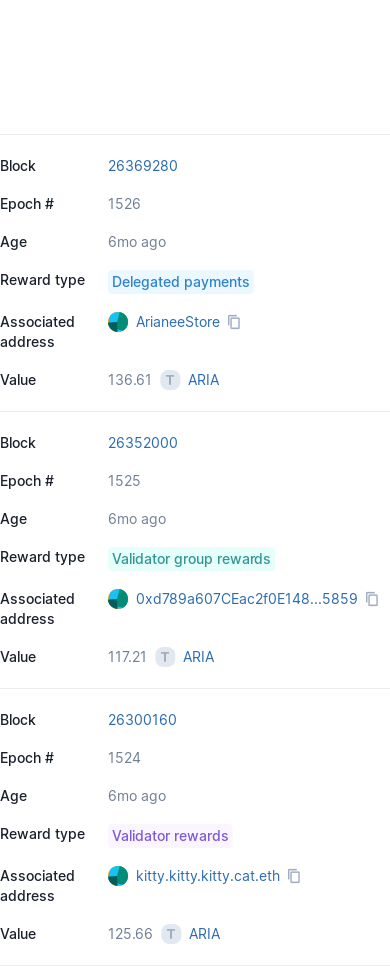 Block 26369280
Epoch # 1526
Age 6mo ago
Reward type Delegated payments
Associated address ArianeeStore
Value 136.61 T ARIA
Block 26352000
Epoch # 1525
Age 6mo ago
Reward type Validator group rewards
Associated address 0xd789a607CEac2f0E148...5859
Value 117.21 T ARIA
Block 26300160
Epoch # 1524
Age 6mo ago
Reward type Validator rewards
Associated address kitty.kitty.kitty.cat.eth
Value 125.66 T ARIA